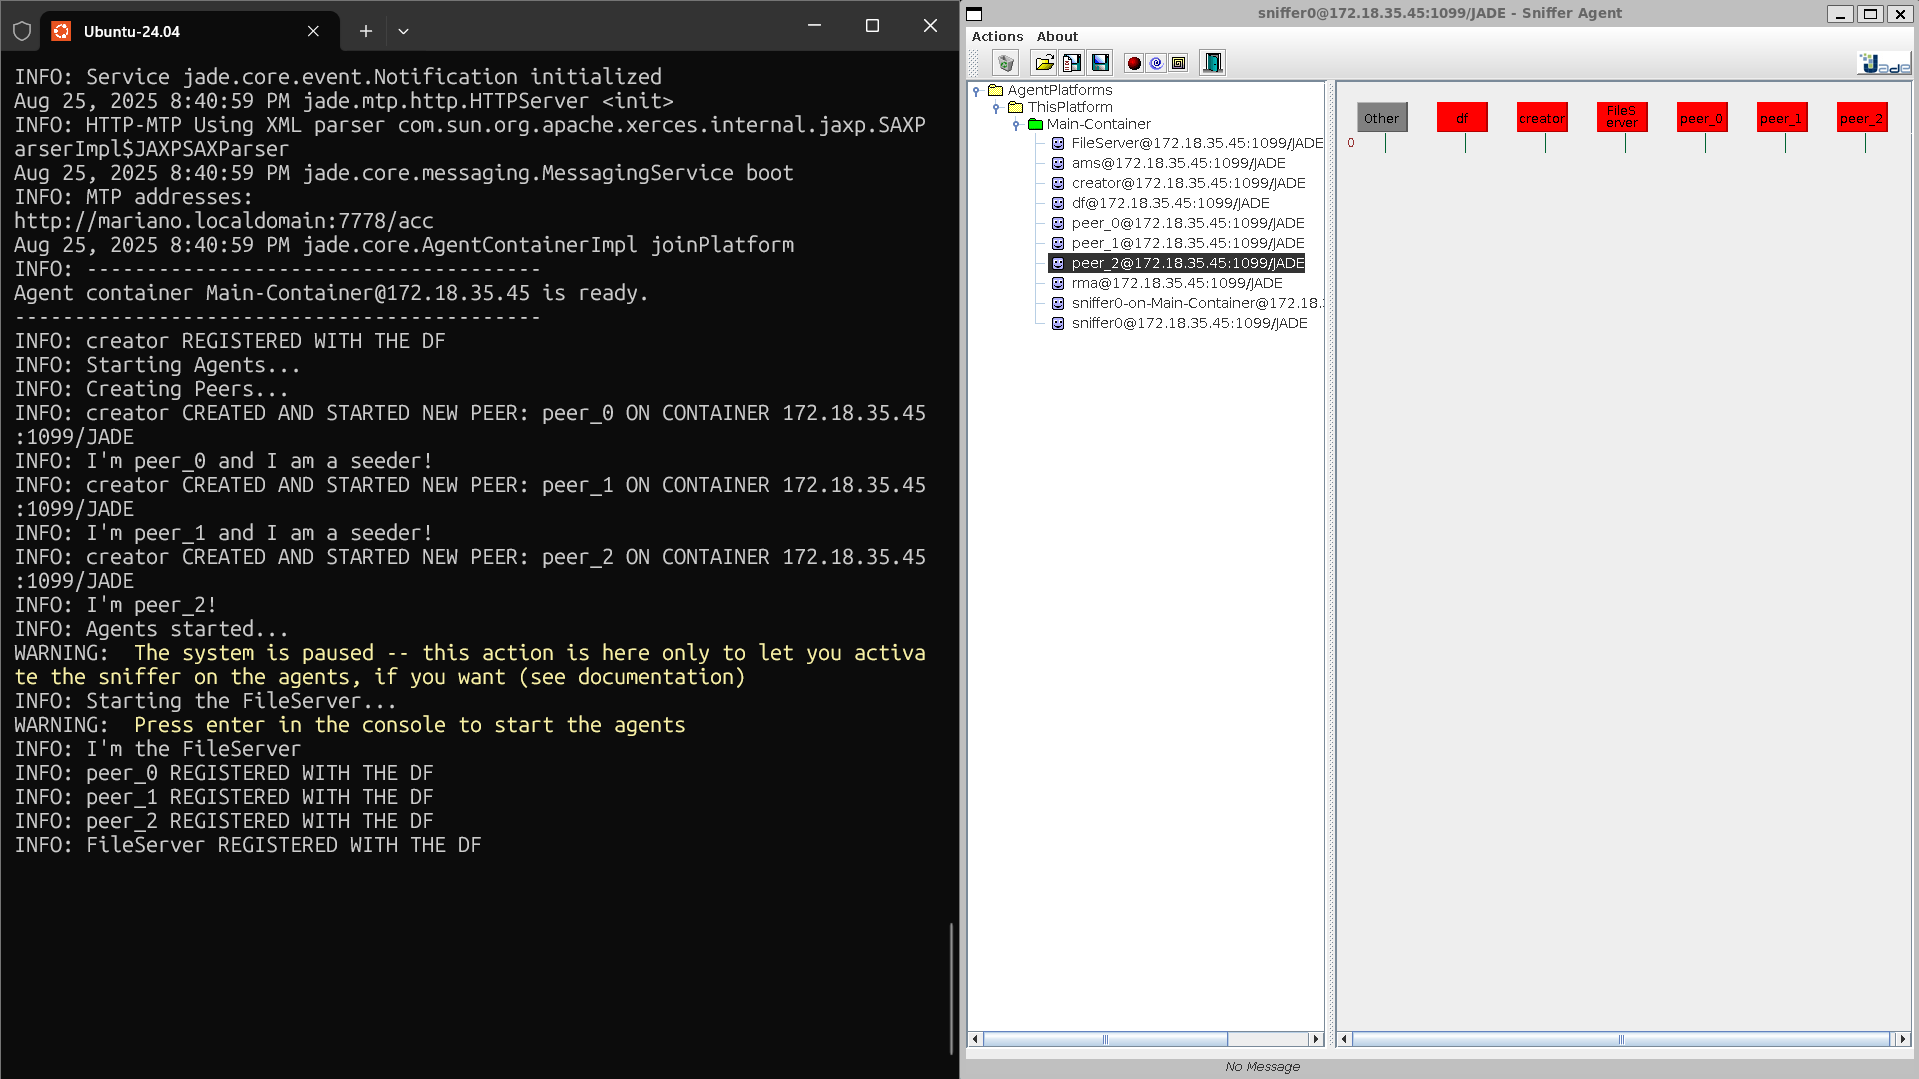 Ubuntu-24.04
INFO: Service jade.core.event.Notification initialized
Aug 25, 2025 8:40:59 PM jade.mtp.http.HTTPServer <init>
INFO: HTTP-MTP Using XML parser com.sun.org.apache.xerces.internal.jaxp.SAXP
arserImpl$JAXPSAXParser
Aug 25, 2025 8:40:59 PM jade.core.messaging.MessagingService boot
INFO: MTP addresses:
http://mariano.localdomain:7778/acc
Aug 25, 2025 8:40:59 PM jade.core.AgentContainerImpl joinPlatform
INFO: --------------------------------------
Agent container Main-Container@172.18.35.45 is ready.
--------------------------------------------
INFO: creator REGISTERED WITH THE DF
INFO: Starting Agents...
INFO: Creating Peers...
INFO: creator CREATED AND STARTED NEW PEER: peer_0 ON CONTAINER 172.18.35.45
:1099/JADE
INFO: I'm peer_0 and I am a seeder!
INFO: creator CREATED AND STARTED NEW PEER: peer_1 ON CONTAINER 172.18.35.45
:1099/JADE
INFO: I'm peer_1 and I am a seeder!
INFO: creator CREATED AND STARTED NEW PEER: peer_2 ON CONTAINER 172.18.35.45
:1099/JADE
INFO: I'm peer_2!
INFO: Agents started...
WARNING:  The system is paused -- this action is here only to let you activa
te the sniffer on the agents, if you want (see documentation)
INFO: Starting the FileServer...
WARNING:  Press enter in the console to start the agents
INFO: I'm the FileServer
INFO: peer_0 REGISTERED WITH THE DF
INFO: peer_1 REGISTERED WITH THE DF
INFO: peer_2 REGISTERED WITH THE DF
INFO: FileServer REGISTERED WITH THE DF
sniffer0@172.18.35.45:1099/JADE - Sniffer Agent
Actions About
Jade
AgentPlatforms
ThisPlatform
Main-Container
FileServer@172.18.35.45:1099/JADE
ams@172.18.35.45:1099/JADE
creator@172.18.35.45:1099/JADE
df@172.18.35.45:1099/JADE
peer_0@172.18.35.45:1099/JADE
peer_1@172.18.35.45:1099/JADE
peer_2@172.18.35.45:1099/JADE
rma@172.18.35.45:1099/JADE
sniffer0-on-Main-Container@172.18.
sniffer0@172.18.35.45:1099/JADE
Other
df
creator
FileS
erver
peer_0
peer_1
peer_2
0
No Message